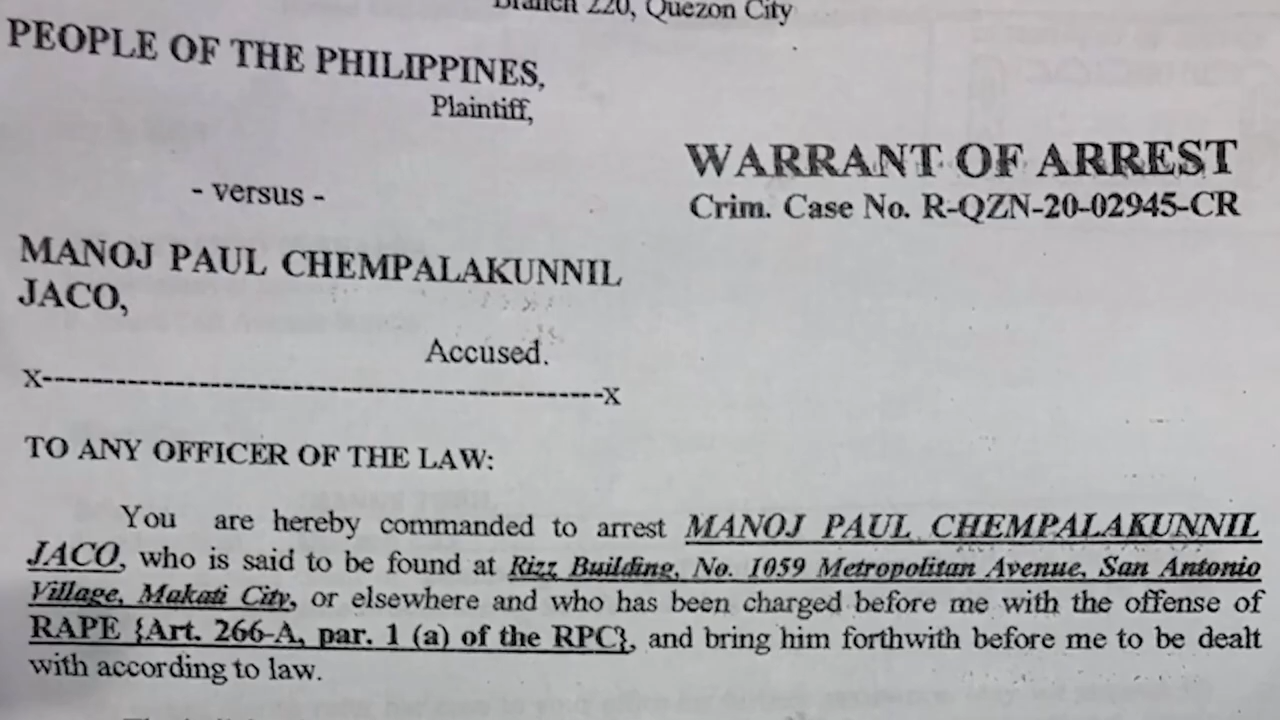 Branch 220, Quezon City
PEOPLE OF THE PHILIPPINES,
Plaintiff,
WARRANT OF ARREST
Crim. Case No. R-QZN-20-02945-CR
- versus -
MANOJ PAUL CHEMPALAKUNNIL
JACO,
Accused.
X-----------------------------------------------X
TO ANY OFFICER OF THE LAW:
You are hereby commanded to arrest MANOJ PAUL CHEMPALAKUNNIL
JACO, who is said to be found at Rizz Building, No. 1059 Metropolitan Avenue, San Antonio
Village, Makati City, or elsewhere and who has been charged before me with the offense of
RAPE {Art. 266-A, par. 1 (a) of the RPC}, and bring him forthwith before me to be dealt
with according to law.